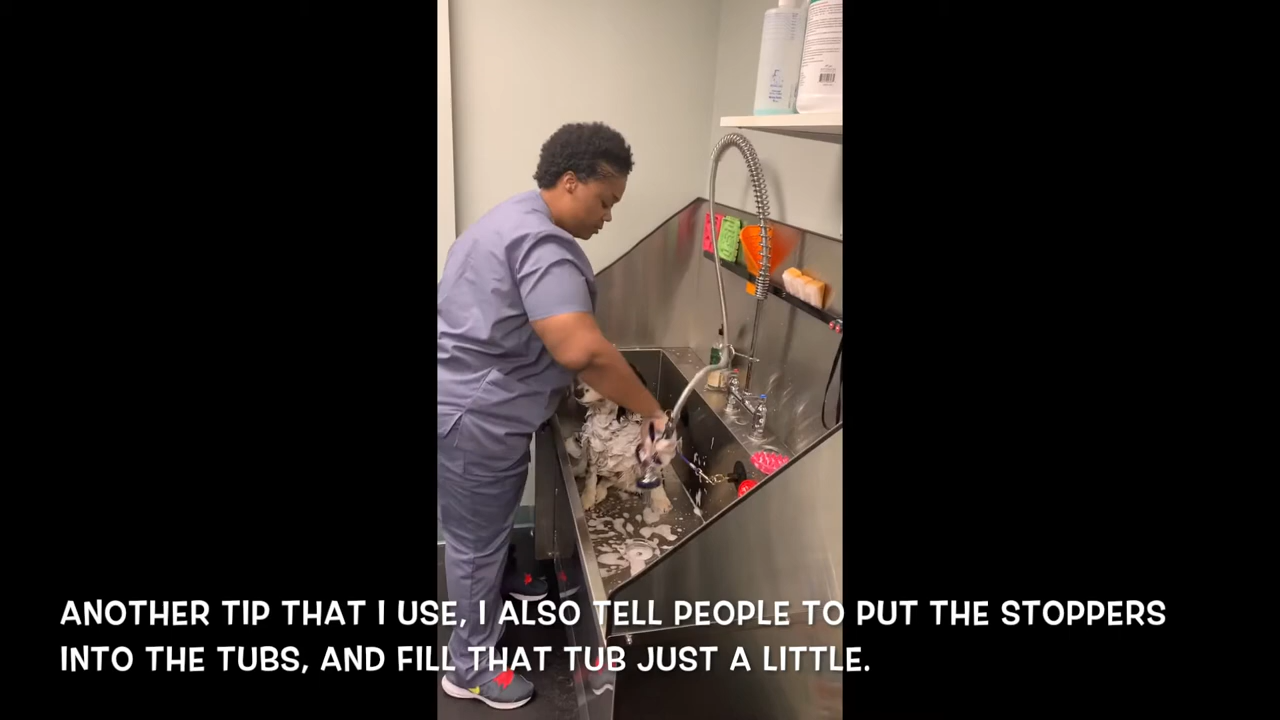 ANOTHER TIP THAT I USE, I ALSO TELL PEOPLE TO PUT THE STOPPERS
INTO THE TUBS, AND FILL THAT TUB JUST A LITTLE.